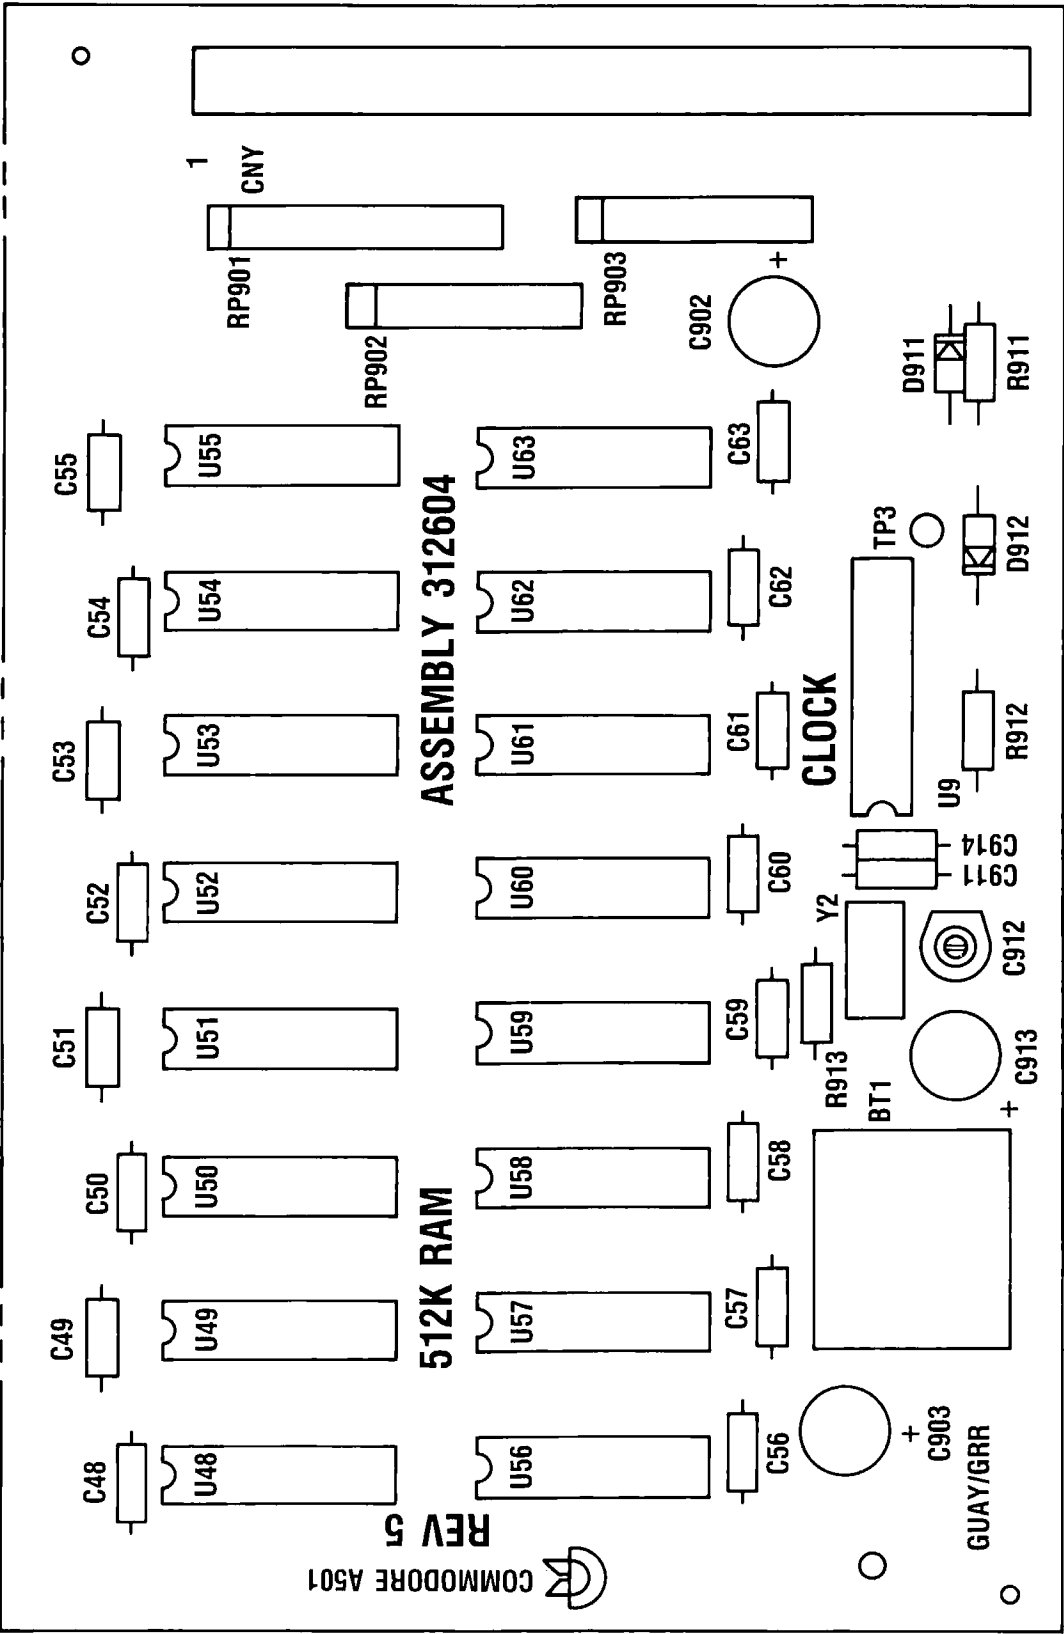 1
CNY
RP901
RP902
RP903
C902
D911
R911
C55
U55
U63
C63
C54
U54
U62
C62
TP3
D912
ASSEMBLY 312604
C53
U53
U61
C61
CLOCK
U9
R912
C52
U52
U60
C60
C914
C911
Y2
C912
C51
U51
U59
C59
R913
C913
BT1
+
+
C50
U50
U58
C58
512K RAM
C49
U49
U57
C57
C48
U48
U56
C56
+
C903
GUAY/GRR
REV 5
COMMODORE A501